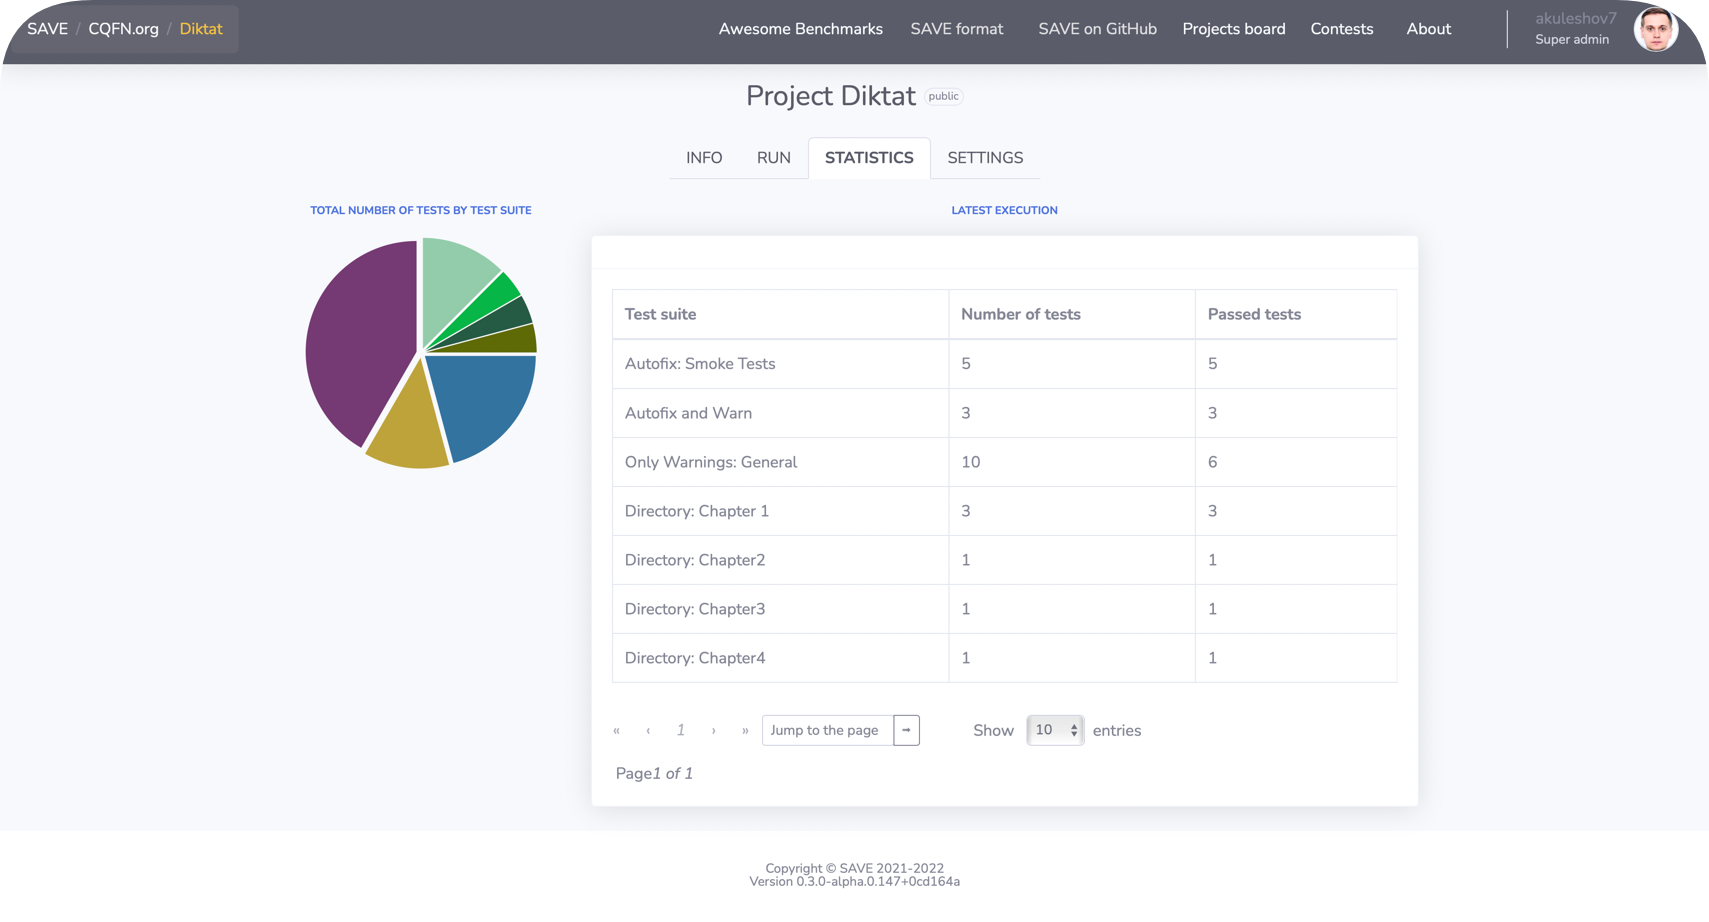 SAVE / CQFN.org / Diktat
Awesome Benchmarks SAVE format SAVE on GitHub Projects board Contests About
akuleshov7
Super admin
Project Diktat public
INFO RUN STATISTICS SETTINGS
TOTAL NUMBER OF TESTS BY TEST SUITE
LATEST EXECUTION
Test suite Number of tests Passed tests
Autofix: Smoke Tests 5 5
Autofix and Warn 3 3
Only Warnings: General 10 6
Directory: Chapter 1 3 3
Directory: Chapter2 1 1
Directory: Chapter3 1 1
Directory: Chapter4 1 1
« ‹ 1 › » Jump to the page → Show 10 entries
Page1 of 1
Copyright © SAVE 2021-2022
Version 0.3.0-alpha.0.147+0cd164a